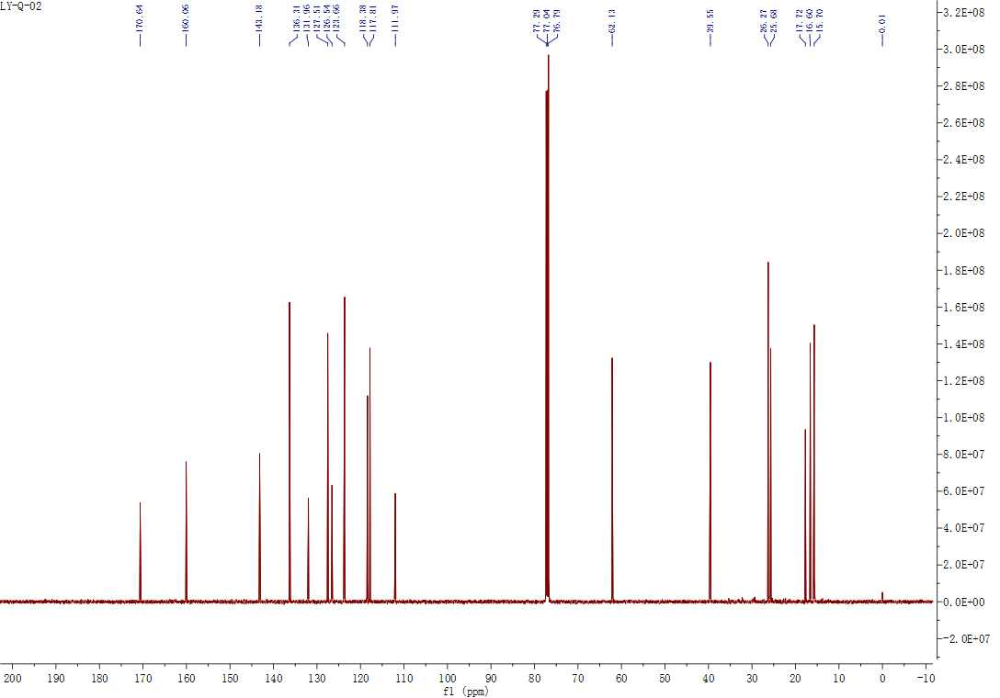 LY-Q-02
170.64
160.06
143.18
136.31
131.96
127.51
126.54
123.66
118.38
117.81
111.97
77.29
77.04
76.79
62.13
39.55
26.27
25.68
17.72
16.60
15.70
0.01
3.2E+08
3.0E+08
2.8E+08
2.6E+08
2.4E+08
2.2E+08
2.0E+08
1.8E+08
1.6E+08
1.4E+08
1.2E+08
1.0E+08
8.0E+07
6.0E+07
4.0E+07
2.0E+07
0.0E+00
-2.0E+07
200 190 180 170 160 150 140 130 120 110 100 90 80 70 60 50 40 30 20 10 0 -10
f1 (ppm)